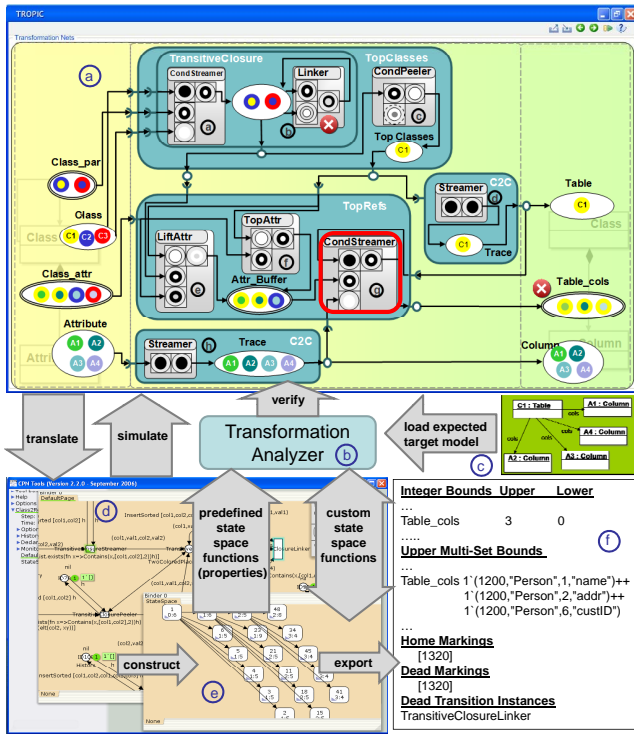 TROPIC
Transformation Nets
a
TransitiveClosure
TopClasses
CondStreamer
Linker
CondPeeler
a
b
c
Top Classes
C1
Class_par
Class
C1 C2 C3
Class_attr
Attribute
A1 A2
A3 A4
TopRefs
LiftAttr
TopAttr
CondStreamer
e
f
g
Attr_Buffer
C2C
Streamer
d
C1
Trace
Table
C1
Class
Table_cols
Column
Column
A1 A2
A3 A4
Streamer
h
Trace
C2C
A1 A2 A3 A4
translate
simulate
verify
Transformation
Analyzer
b
load expected
target model
c
C1 : Table
A1 : Column
cols
A4 : Column
A2 : Column
A3 : Column
CPN Tools (Version 2.2.0 - September 2006)
d
predefined
state
space
functions
(properties)
custom
state
space
functions
construct
export
e
StateSpace
None
None
Integer Bounds Upper Lower
…
Table_cols 3 0
…..
f
Upper Multi-Set Bounds
…
Table_cols 1`(1200,"Person",1,"name")++
1`(1200,"Person",2,"addr")++
1`(1200,"Person",6,"custID")
…
Home Markings
[1320]
Dead Markings
[1320]
Dead Transition Instances
TransitiveClosureLinker